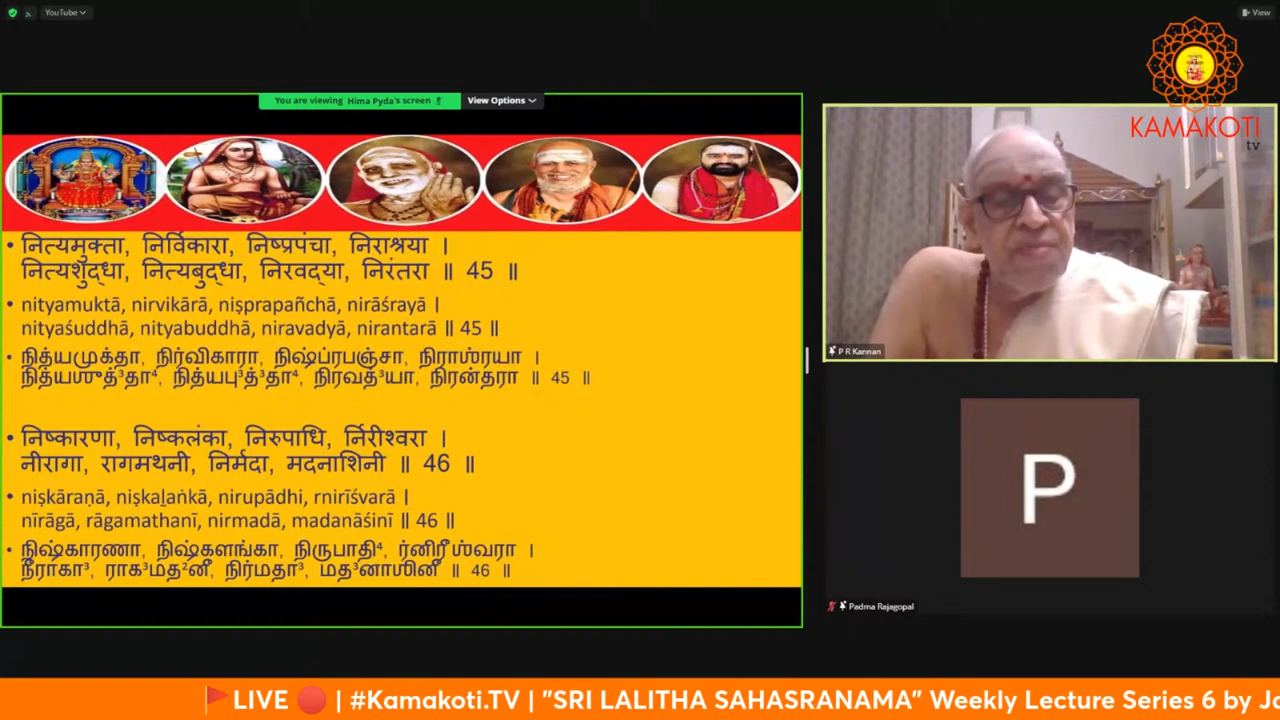 YouTube
View
KAMAKOTI
tv
You are viewing Hima Pyda's screen
View Options
• नित्यमुक्ता, निर्विकारा, निष्प्रपंचा, निराश्रया ।
नित्यशुद्धा, नित्यबुद्धा, निरवद्या, निरंतरा ॥ 45 ॥
• nityamuktā, nirvikārā, niṣprapañchā, nirāśrayā |
nityaśuddhā, nityabuddhā, niravadyā, nirantarā ‖ 45 ‖
• நித்யமுக்தா, நிர்விகாரா, நிஷ்ப்ரபஞ்சா, நிராஶ்ரயா ।
நித்யஶுத்³தா⁴, நித்யபு³த்³தா⁴, நிரவத்³யா, நிரன்தரா ॥ 45 ॥
• निष्कारणा, निष्कलंका, निरुपाधि, र्निरीश्वरा ।
नीरागा, रागमथनी, निर्मदा, मदनाशिनी ॥ 46 ॥
• niṣkāraṇā, niṣkaḻaṅkā, nirupādhi, rnirīśvarā |
nīrāgā, rāgamathanī, nirmadā, madanāśinī ‖ 46 ‖
• நிஷ்காரணா, நிஷ்களங்கா, நிருபாதி⁴, ர்னிரீஶ்வரா ।
நீராகா³, ராக³மத²னீ, நிர்மதா³, மத³னாஶினீ ॥ 46 ॥
P R Kannan
P
Padma Rajagopal
LIVE | #Kamakoti.TV | "SRI LALITHA SAHASRANAMA" Weekly Lecture Series 6 by Ja